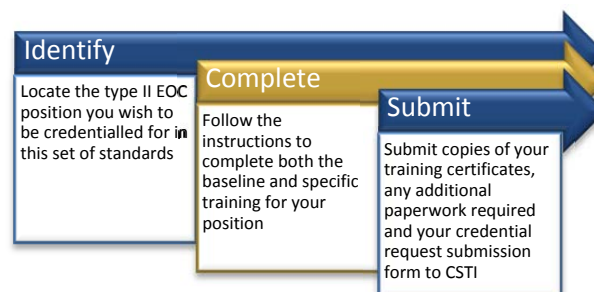 Identify
Locate the type II EOC
position you wish to
be credentialled for in
this set of standards
Complete
Follow the
instructions to
complete both the
baseline and specific
training for your
position
Submit
Submit copies of your
training certificates,
any additional
paperwork required
and your credential
request submission
form to CSTI